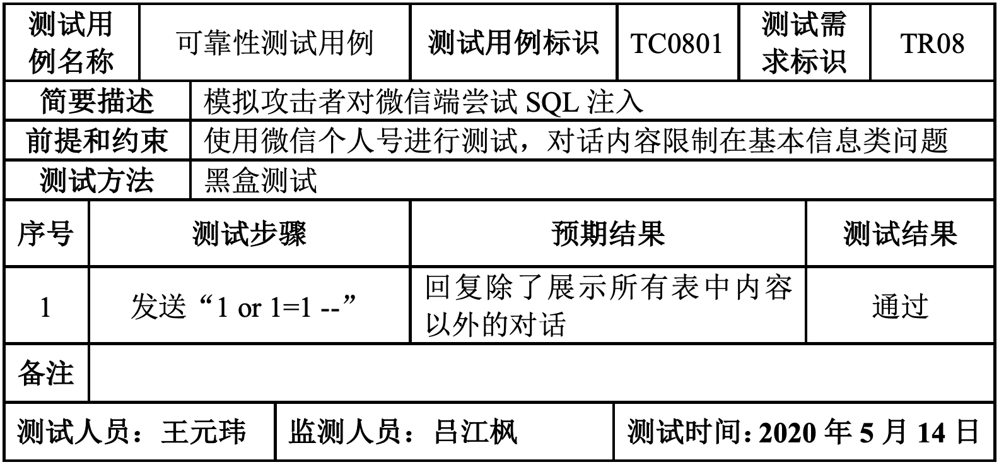 测试用例名称 可靠性测试用例 测试用例标识 TC0801 测试需求标识 TR08
简要描述 模拟攻击者对微信端尝试 SQL 注入
前提和约束 使用微信个人号进行测试，对话内容限制在基本信息类问题
测试方法 黑盒测试
序号 测试步骤 预期结果 测试结果
1 发送“1 or 1=1 --” 回复除了展示所有表中内容以外的对话 通过
备注
测试人员：王元玮 监测人员：吕江枫 测试时间：2020 年 5 月 14 日